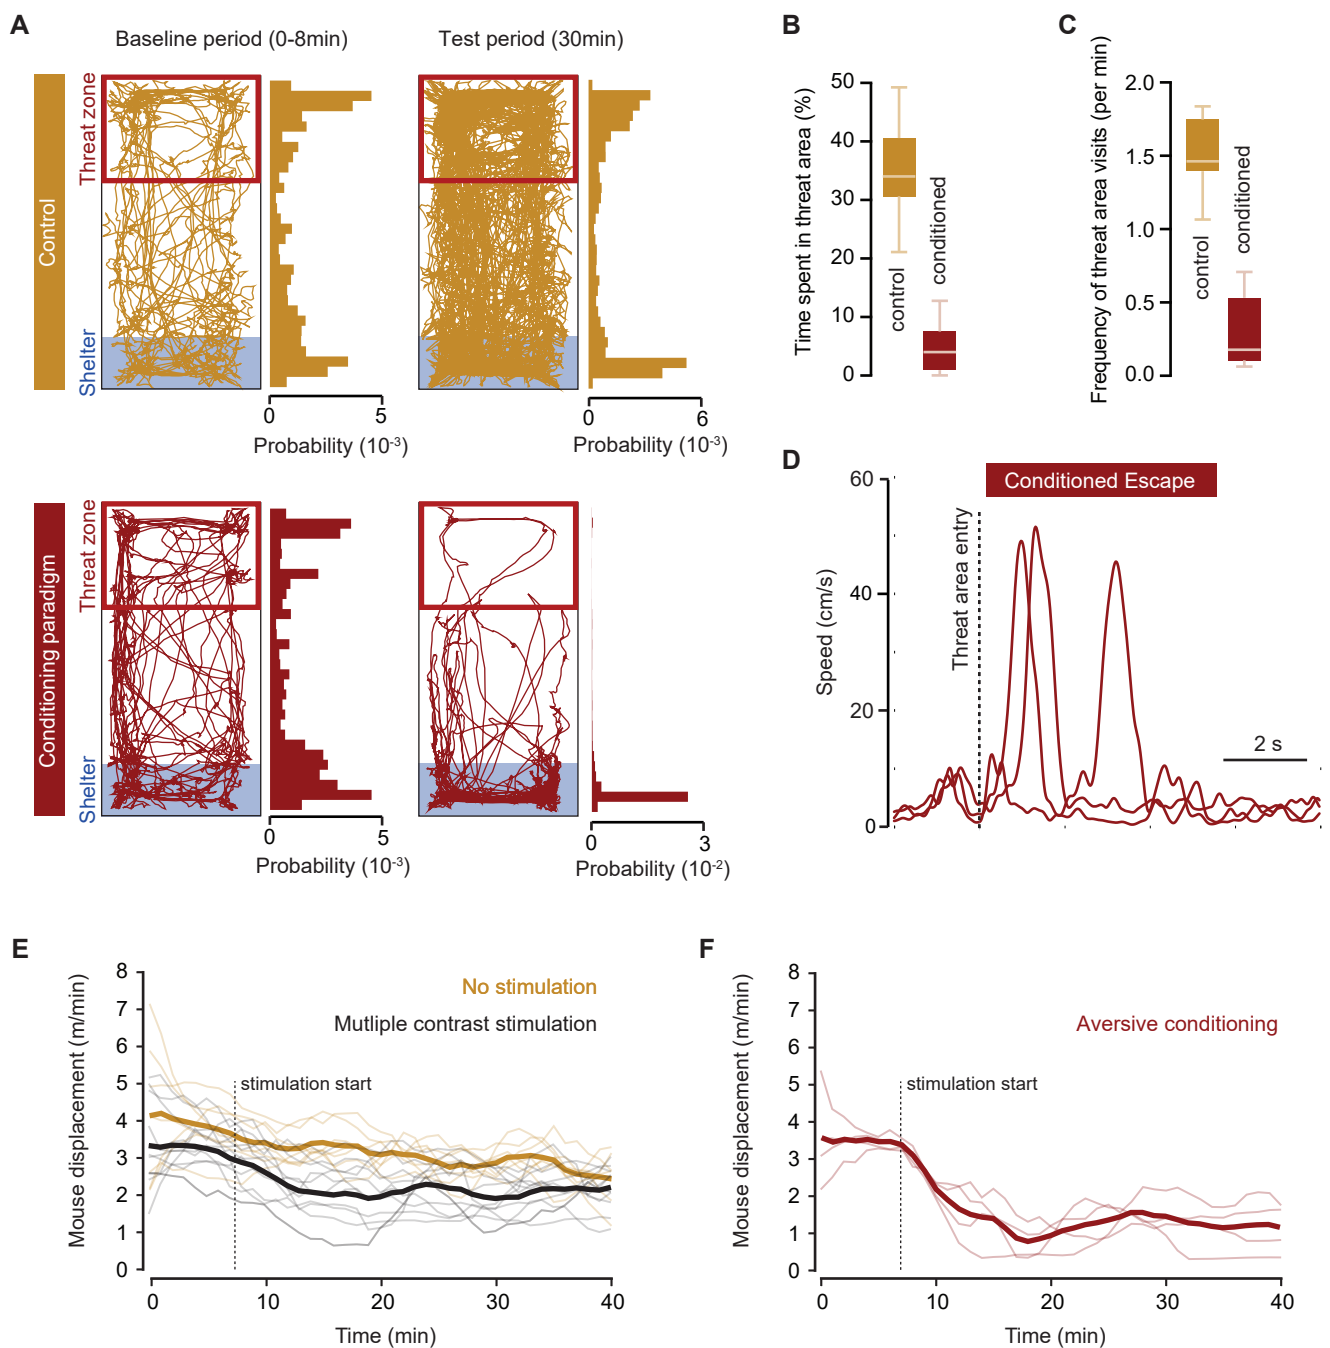 A
Baseline period (0-8min)
Test period (30min)
Control
Threat zone
Shelter
0
5
Probability (10-3)
0
6
Probability (10-3)
Conditioning paradigm
Threat zone
Shelter
0
5
Probability (10-3)
0
3
Probability (10-2)
B
Time spent in threat area (%)
50
40
30
20
10
0
control
conditioned
C
Frequency of threat area visits (per min)
2.0
1.5
1.0
0.5
0.0
control
conditioned
D
Conditioned Escape
Speed (cm/s)
60
40
20
0
Threat area entry
2 s
E
Mouse displacement (m/min)
8
7
6
5
4
3
2
1
0
No stimulation
Mutliple contrast stimulation
stimulation start
0
10
20
30
40
Time (min)
F
Mouse displacement (m/min)
8
7
6
5
4
3
2
1
0
Aversive conditioning
stimulation start
0
10
20
30
40
Time (min)